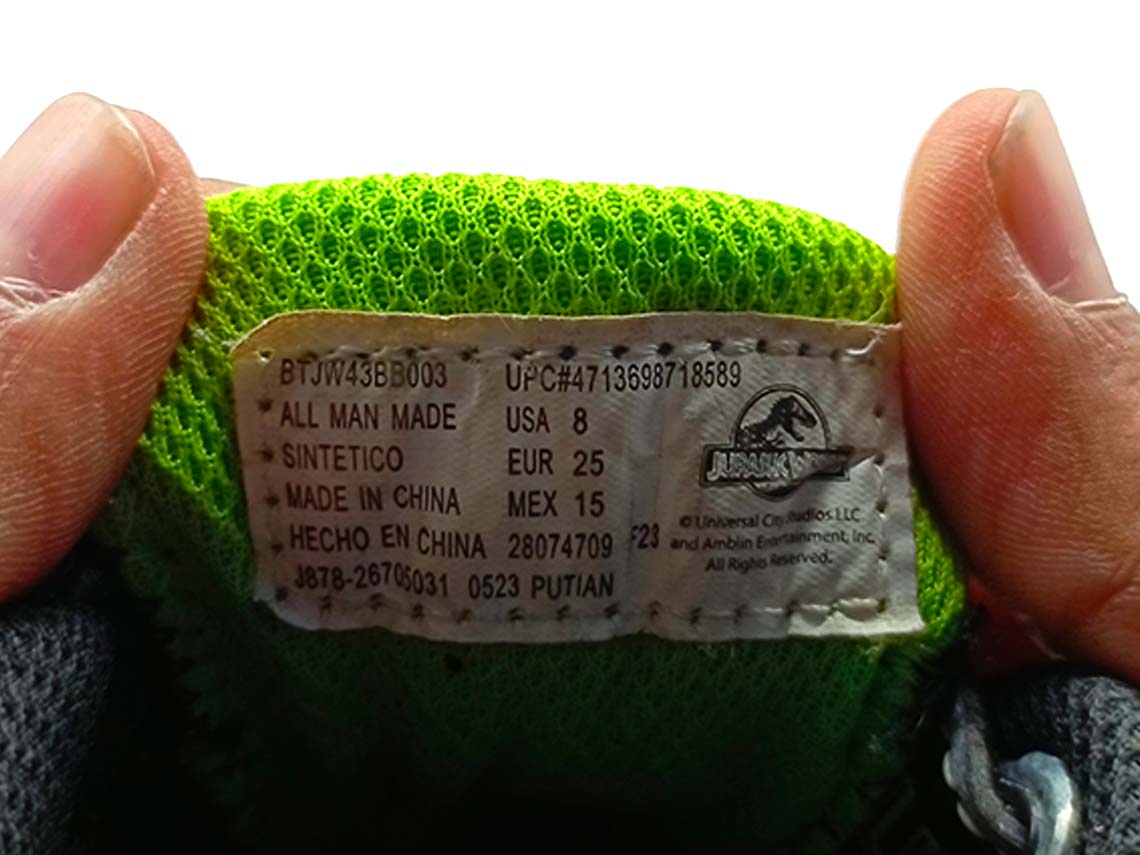 BTJW43BB003 UPC#4713698718589
ALL MAN MADE USA 8
SINTETICO EUR 25
MADE IN CHINA MEX 15
HECHO EN CHINA 28074709 F23
J878-26705031 0523 PUTIAN
JURASSIC WORLD
© Universal City Studios LLC
and Amblin Entertainment, Inc.
All Rights Reserved.